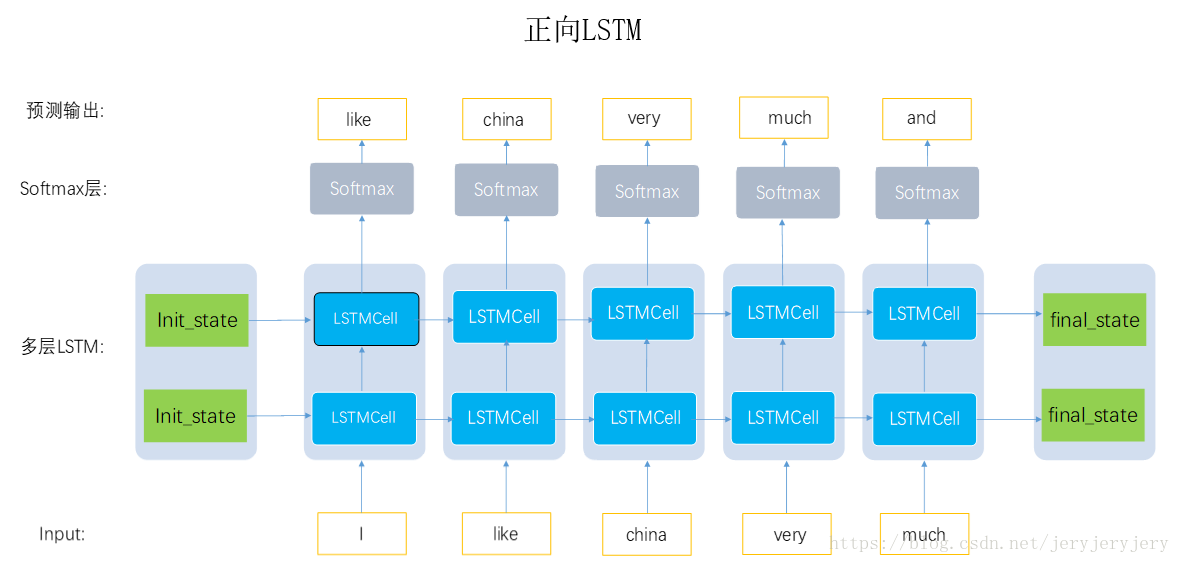 正向LSTM
预测输出:
like
china
very
much
and
Softmax层:
Softmax
Softmax
Softmax
Softmax
Softmax
多层LSTM:
Init_state
LSTMCell
LSTMCell
LSTMCell
LSTMCell
LSTMCell
final_state
Init_state
LSTMCell
LSTMCell
LSTMCell
LSTMCell
LSTMCell
final_state
Input:
I
like
china
very
much
https://blog.csdn.net/jeryjeryjery